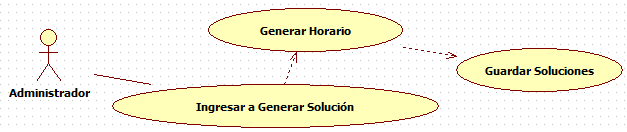 Generar Horario
Guardar Soluciones
Administrador
Ingresar a Generar Solución